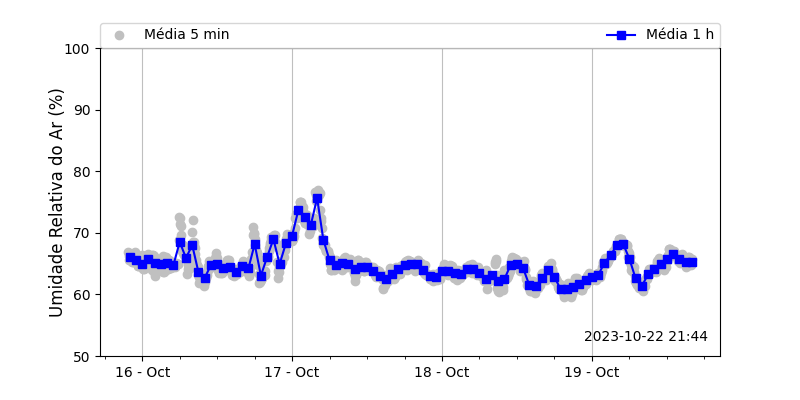 Média 5 min
Média 1 h
Umidade Relativa do Ar (%)
100
90
80
70
60
50
2023-10-22 21:44
16 - Oct
17 - Oct
18 - Oct
19 - Oct